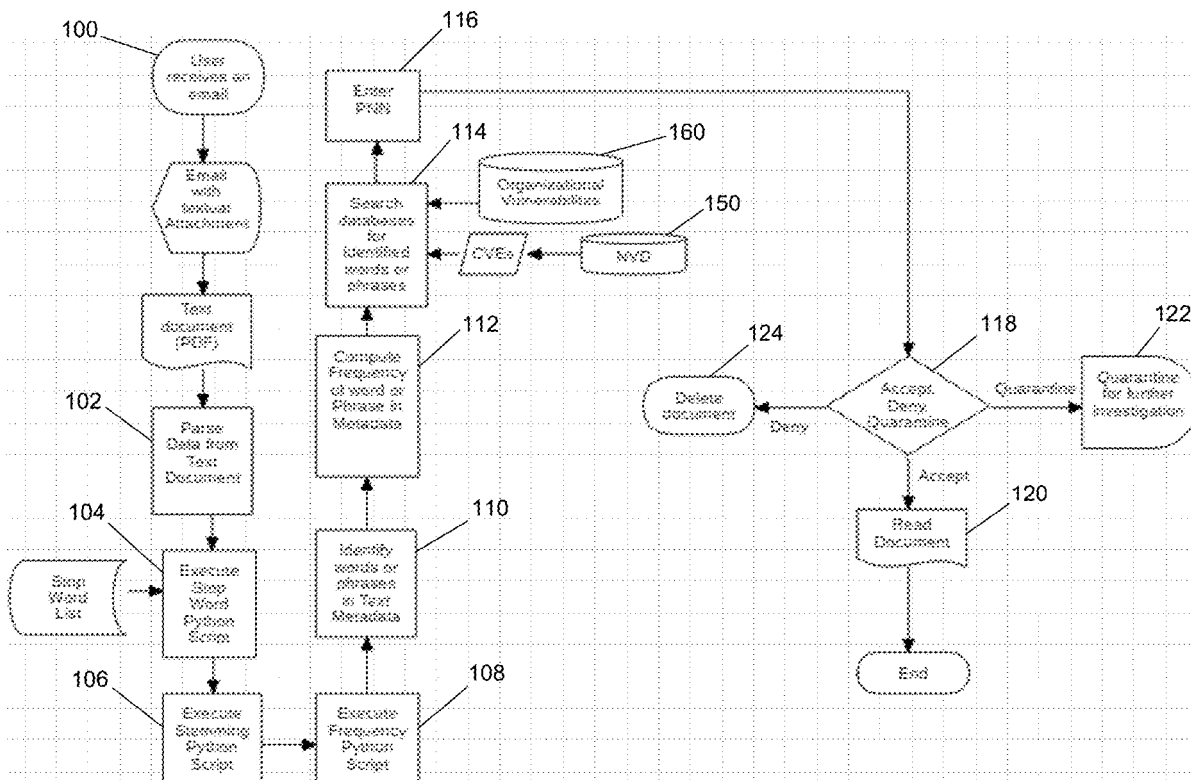 100
User
receives an
email
Email
with
textual
Attachment
Text
document
(PDF)
102
Parse
Data from
Text
Document
104
Stop
Word
List
Execute
Stop
Word
Python
Script
106
Execute
Stemming
Python
Script
108
Execute
Frequency
Python
Script
110
Identify
words or
phrases
in Text
Metadata
112
Compute
Frequency
of word or
Phrase in
Metadata
114
Search
databases
for
Identified
words or
phrases
160
Organizational
Vulnerabilities
150
CVEs
NVD
116
Enter
PNN
118
Accept
Deny
Quarantine
124
Delete
document
Deny
Quarantine
122
Quarantine
for further
Investigation
Accept
120
Read
Document
End